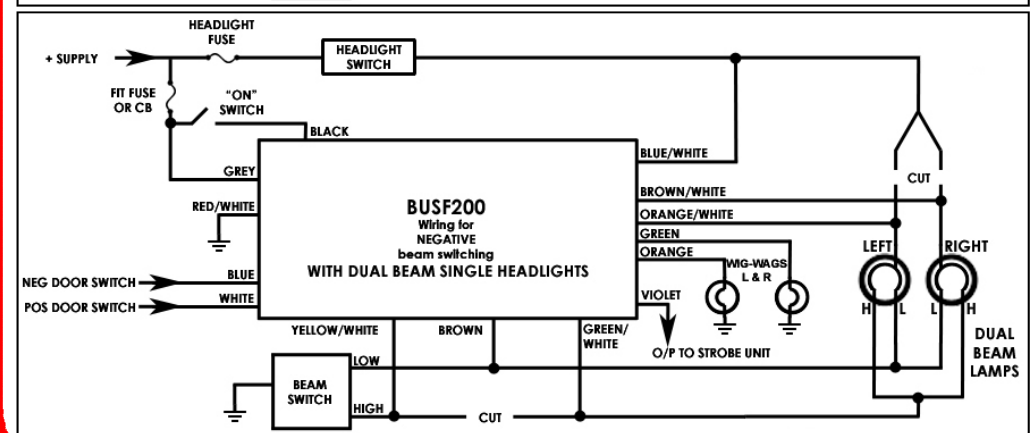 HEADLIGHT
FUSE
+ SUPPLY
HEADLIGHT
SWITCH
FIT FUSE
OR CB
"ON"
SWITCH
BLACK
GREY
RED/WHITE
NEG DOOR SWITCH
BLUE
POS DOOR SWITCH
WHITE
BUSF200
Wiring for
NEGATIVE
beam switching
WITH DUAL BEAM SINGLE HEADLIGHTS
BLUE/WHITE
BROWN/WHITE
ORANGE/WHITE
GREEN
ORANGE
VIOLET
CUT
LEFT
RIGHT
WIG-WAGS
L & R
H
L
L
H
O/P TO STROBE UNIT
DUAL
BEAM
LAMPS
YELLOW/WHITE
BROWN
GREEN/
WHITE
LOW
BEAM
SWITCH
HIGH
CUT